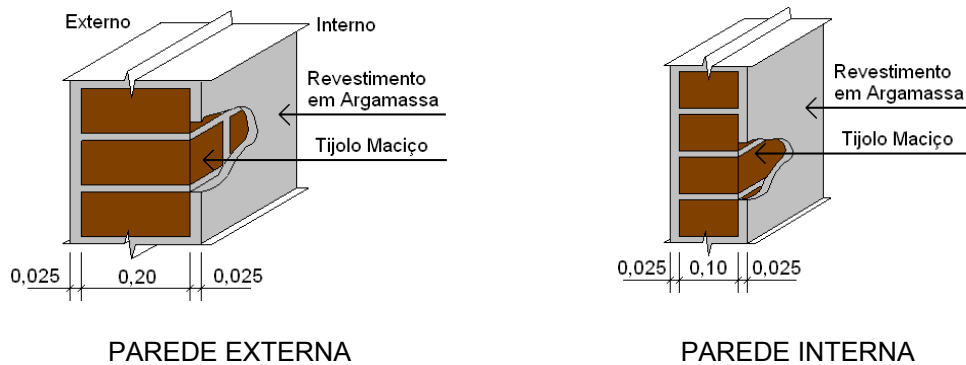 Externo
Interno
Revestimento
em Argamassa
Tijolo Maciço
0,025
0,20
0,025
PAREDE EXTERNA
Revestimento
em Argamassa
Tijolo Maciço
0,025
0,10
0,025
PAREDE INTERNA